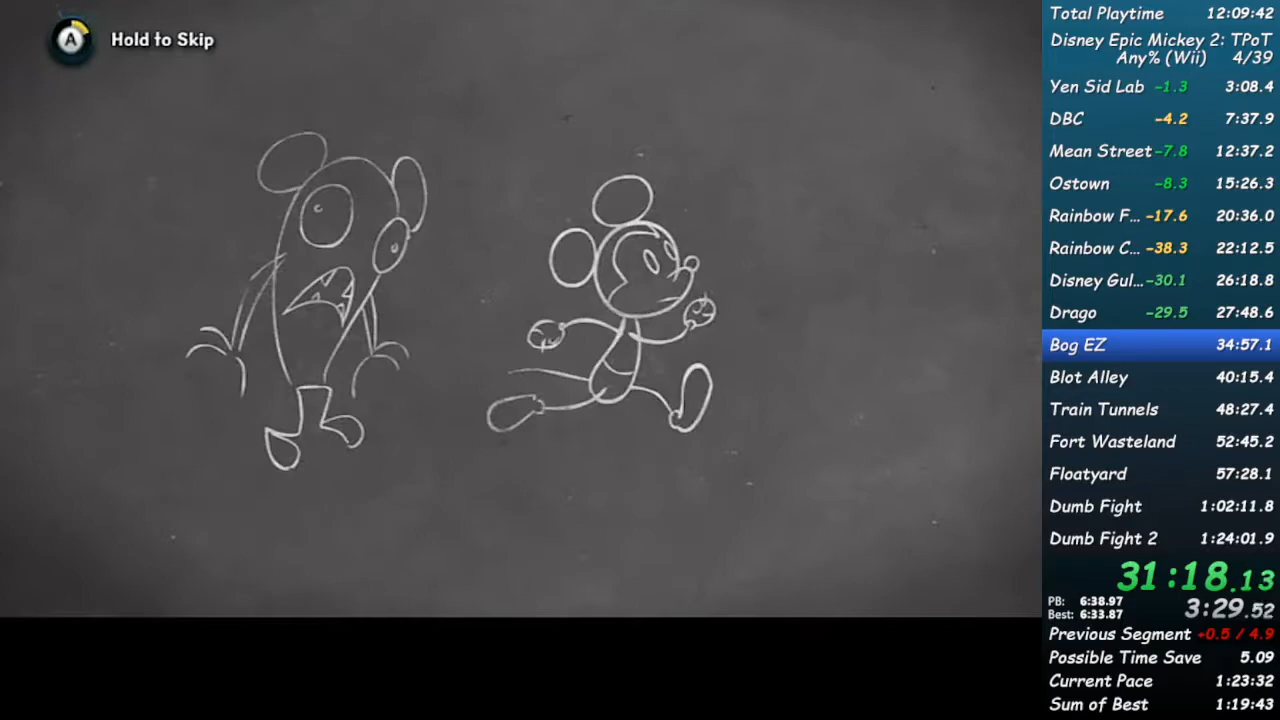 A Hold to Skip
Total Playtime 12:09:42
Disney Epic Mickey 2: TPoT
Any% (Wii) 4/39
Yen Sid Lab -1.3 3:08.4
DBC -4.2 7:37.9
Mean Street -7.8 12:37.2
Ostown -8.3 15:26.3
Rainbow F... -17.6 20:36.0
Rainbow C... -38.3 22:12.5
Disney Gul... -30.1 26:18.8
Drago -29.5 27:48.6
Bog EZ 34:57.1
Blot Alley 40:15.4
Train Tunnels 48:27.4
Fort Wasteland 52:45.2
Floatyard 57:28.1
Dumb Fight 1:02:11.8
Dumb Fight 2 1:24:01.9
31:18.13
PB: 6:38.97
Best: 6:33.87 3:29.52
Previous Segment +0.5 / 4.9
Possible Time Save 5.09
Current Pace 1:23:32
Sum of Best 1:19:43